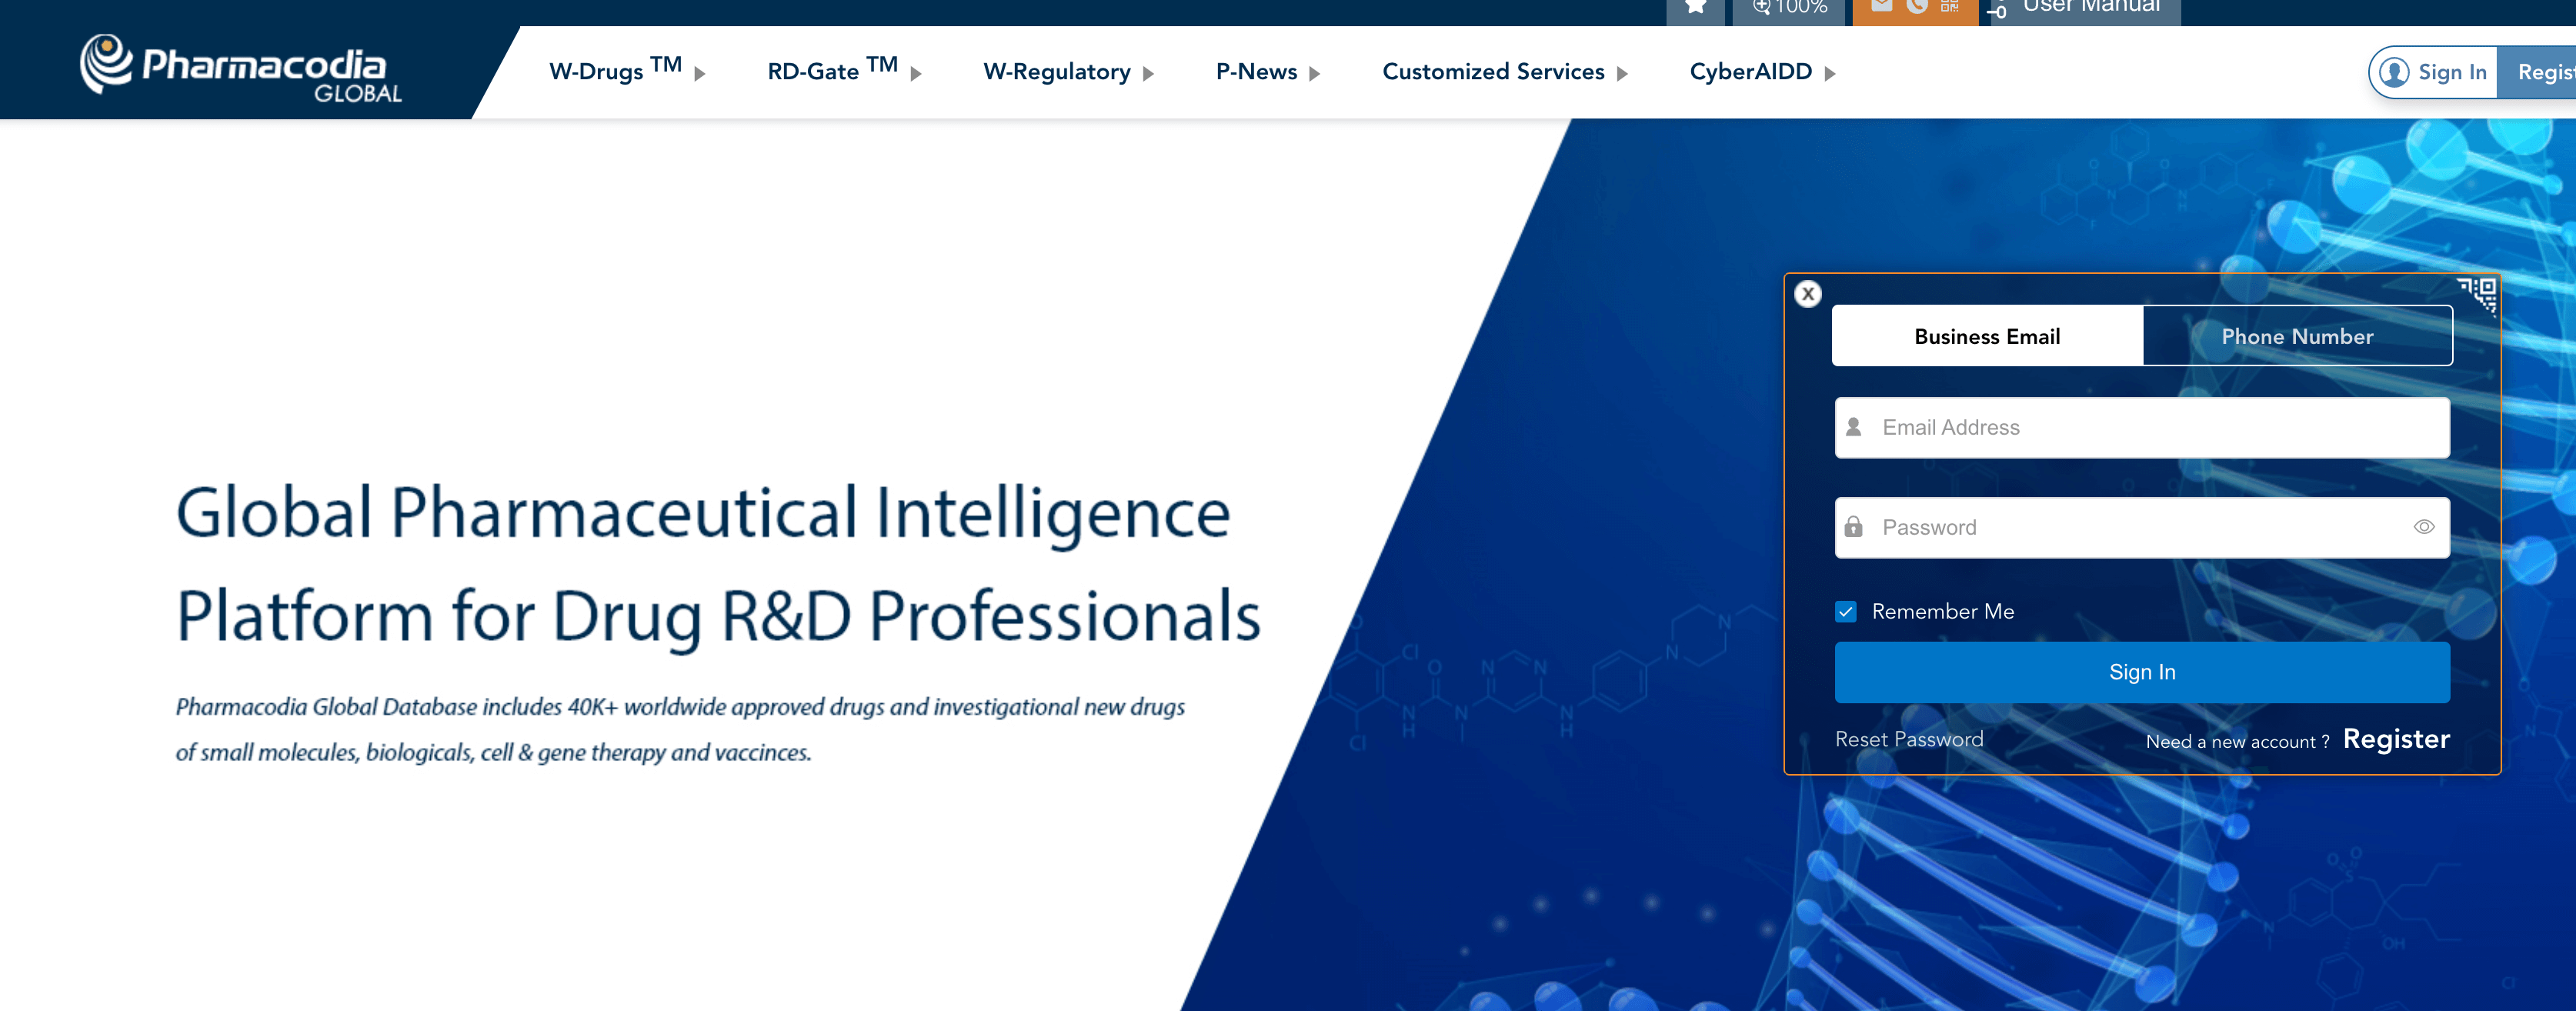 100%
User Manual
Pharmacodia
GLOBAL
W-Drugs TM
RD-Gate TM
W-Regulatory
P-News
Customized Services
CyberAIDD
Sign In
X
Business Email
Phone Number
Email Address
Global Pharmaceutical Intelligence
Password
Platform for Drug R&D Professionals
Remember Me
Sign In
Pharmacodia Global Database includes 40K+ worldwide approved drugs and investigational new drugs
of small molecules, biologicals, cell & gene therapy and vaccinces.
Reset Password
Need a new account ? Register